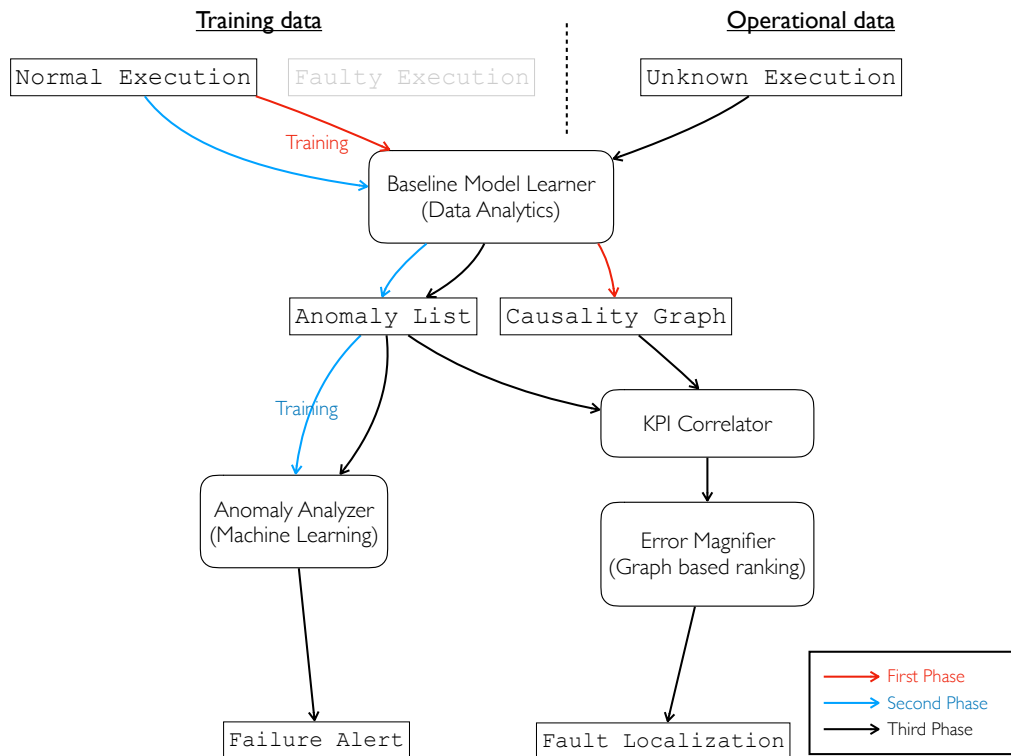 Training data
Operational data
Normal Execution
Faulty Execution
Unknown Execution
Training
Baseline Model Learner
(Data Analytics)
Anomaly List
Causality Graph
Training
KPI Correlator
Anomaly Analyzer
(Machine Learning)
Error Magnifier
(Graph based ranking)
First Phase
Second Phase
Third Phase
Failure Alert
Fault Localization